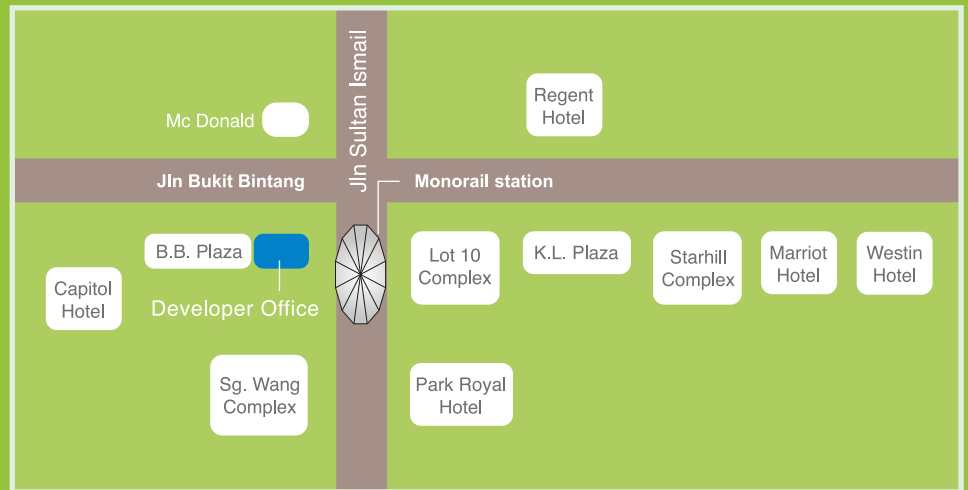 Jln Sultan Ismail
Regent
Hotel
Mc Donald
Jln Bukit Bintang
Monorail station
B.B. Plaza
Developer Office
Capitol
Hotel
Lot 10
Complex
K.L. Plaza
Starhill
Complex
Marriot
Hotel
Westin
Hotel
Sg. Wang
Complex
Park Royal
Hotel